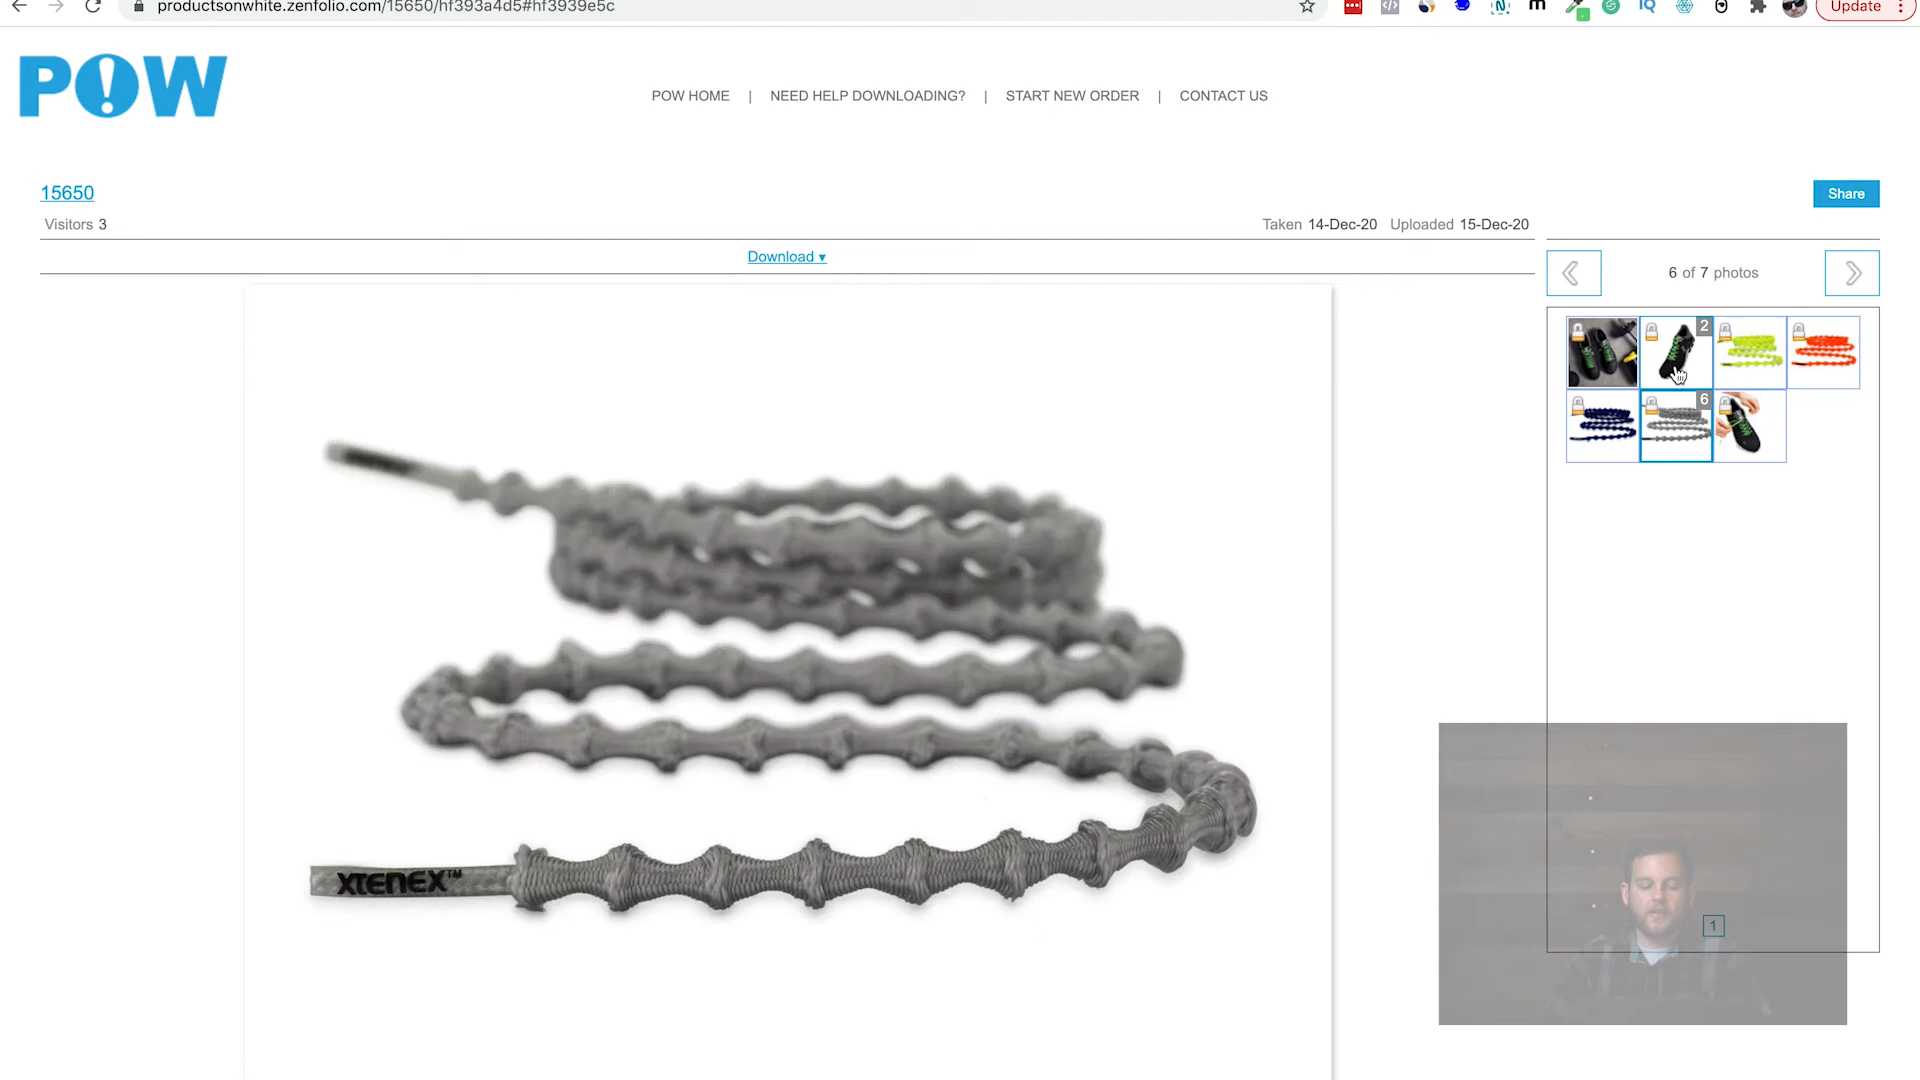 productsonwhite.zenfolio.com/15650/hf393a4d5#hf3939e5c
Update
POW
POW HOME | NEED HELP DOWNLOADING? | START NEW ORDER | CONTACT US
15650
Share
Visitors 3
Taken 14-Dec-20 Uploaded 15-Dec-20
Download ▾
6 of 7 photos
2
6
XTENEX™
1